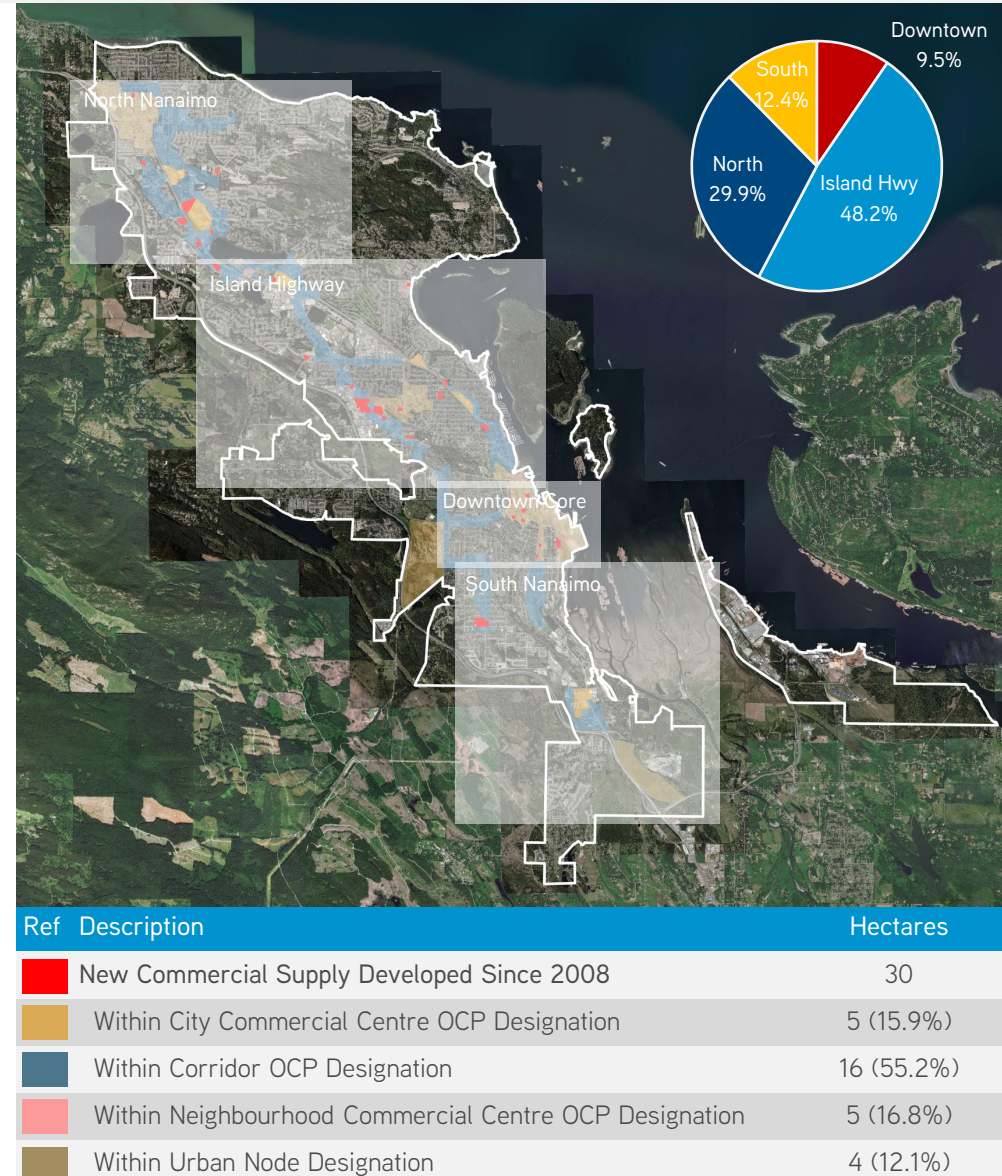 Downtown
9.5%
South
12.4%
North
29.9%
Island Hwy
48.2%
North Nanaimo
Island Highway
Downtown Core
South Nanaimo
Ref Description Hectares
New Commercial Supply Developed Since 2008 30
Within City Commercial Centre OCP Designation 5 (15.9%)
Within Corridor OCP Designation 16 (55.2%)
Within Neighbourhood Commercial Centre OCP Designation 5 (16.8%)
Within Urban Node Designation 4 (12.1%)